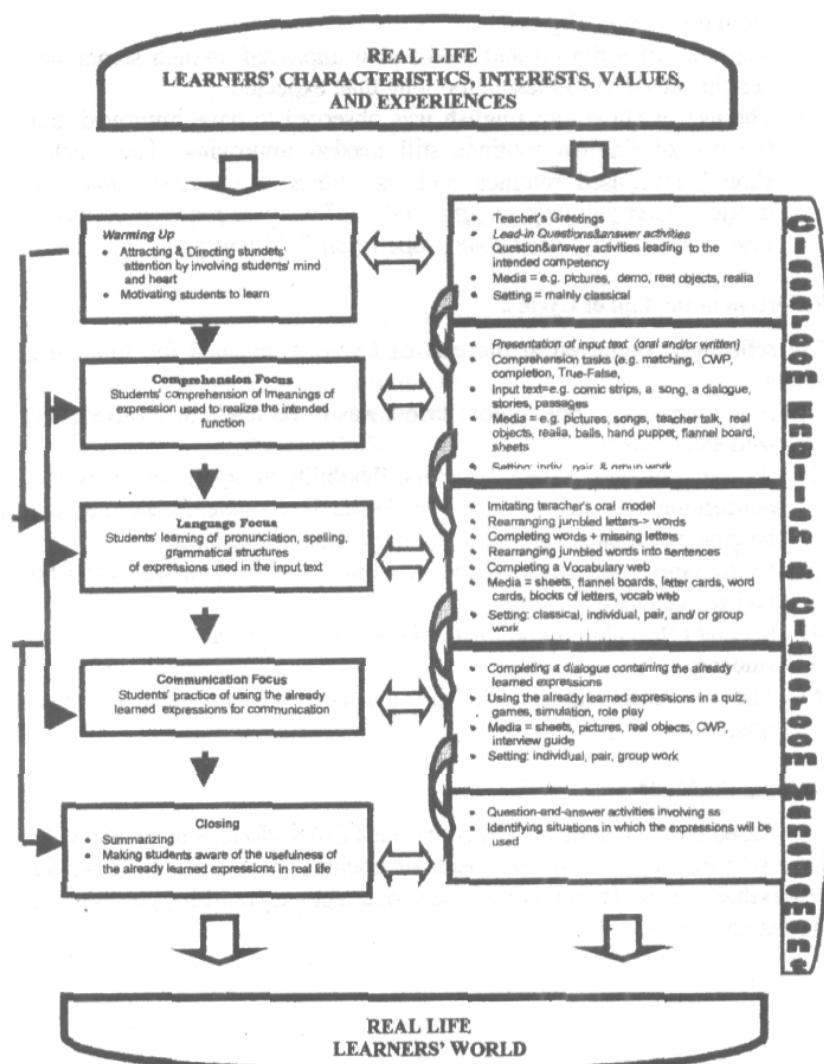 REAL LIFE
LEARNERS' CHARACTERISTICS, INTERESTS, VALUES,
AND EXPERIENCES
Warming Up
• Attracting & Directing stundets'
attention by involving students' mind
and heart
• Motivating students to learn
• Teacher's Greetings
• Lead-in Questions&answer activities
• Question&answer activities leading to the
intended competency
• Media = e.g. pictures, demo, real objects, realia
• Setting = mainly classical
Comprehension Focus
Students' comprehension of lmeanings of
expression used to realize the intended
function
• Presentation of input text (oral and/or written)
• Comprehension tasks (e.g. matching, CWP,
completion, True-False,
• Input text=e.g. comic strips, a song, a dialogue,
stories, passages
• Media = e.g. pictures, songs, teacher talk, real
objects, realia, balls, hand puppet, flannel board,
sheets
• Setting: indiv, pair & group work
Language Focus
Students' learning of pronunciation, spelling,
grammatical structures
of expressions used in the input text
• Imitating teracher's oral model
• Rearranging jumbled letters-> words
• Completing words + missing letters
• Rearranging jumbled words into sentences
• Completing a Vocabulary web
• Media = sheets, flannel boards, letter cards, word
cards, blocks of letters, vocab web
• Setting: classical, individual, pair, and/ or group
work
Communication Focus
Students' practice of using the already
learned expressions for communication
• Completing a dialogue containing the already
learned expressions
• Using the already learned expressions in a quiz,
games, simulation, role play
• Media = sheets, pictures, real objects, CWP,
interview guide
• Setting: individual, pair, group work
Closing
• Summarizing
• Making students aware of the usefulness of
the already learned expressions in real life
• Question-and-answer activities involving ss
• Identifying situations in which the expressions will be
used
Classroom English & Classroom Management
REAL LIFE
LEARNERS' WORLD